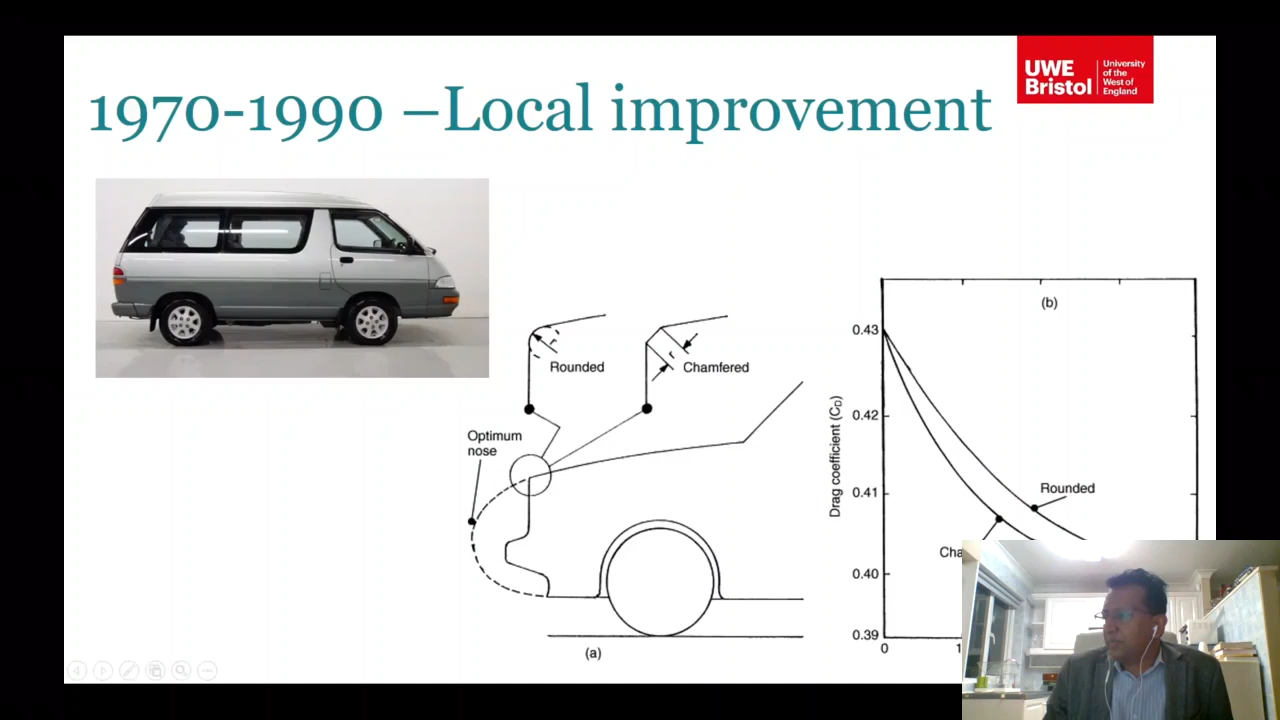 1970-1990 –Local improvement
UWE
Bristol
University
of the
West of
England
Rounded
r
Chamfered
r
Optimum
nose
(a)
(b)
Drag coefficient (C_D)
0.43
0.42
0.41
0.40
0.39
Rounded
0